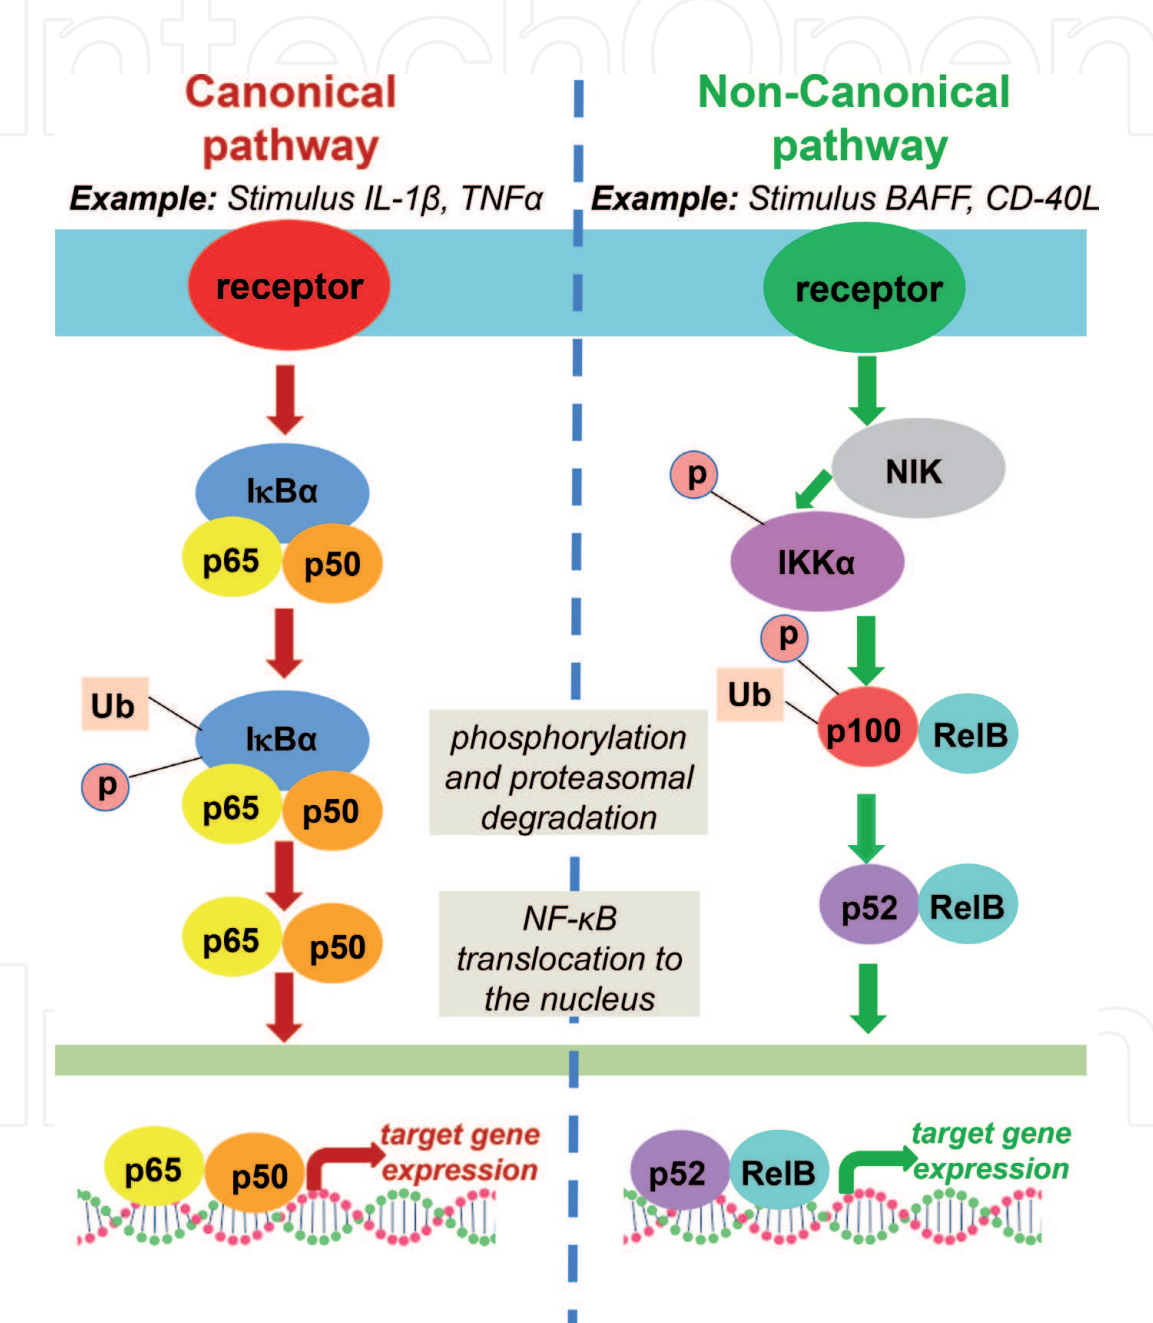 IntechOpen
Canonical
pathway
Example: Stimulus IL-1β, TNFα
receptor
IκBα
p65
p50
Ub
p
IκBα
p65
p50
p65
p50
p65
p50
target gene
expression
phosphorylation
and proteasomal
degradation
NF-κB
translocation to
the nucleus
Non-Canonical
pathway
Example: Stimulus BAFF, CD-40L
receptor
NIK
p
IKKα
p
Ub
p100
RelB
p52
RelB
p52
RelB
target gene
expression